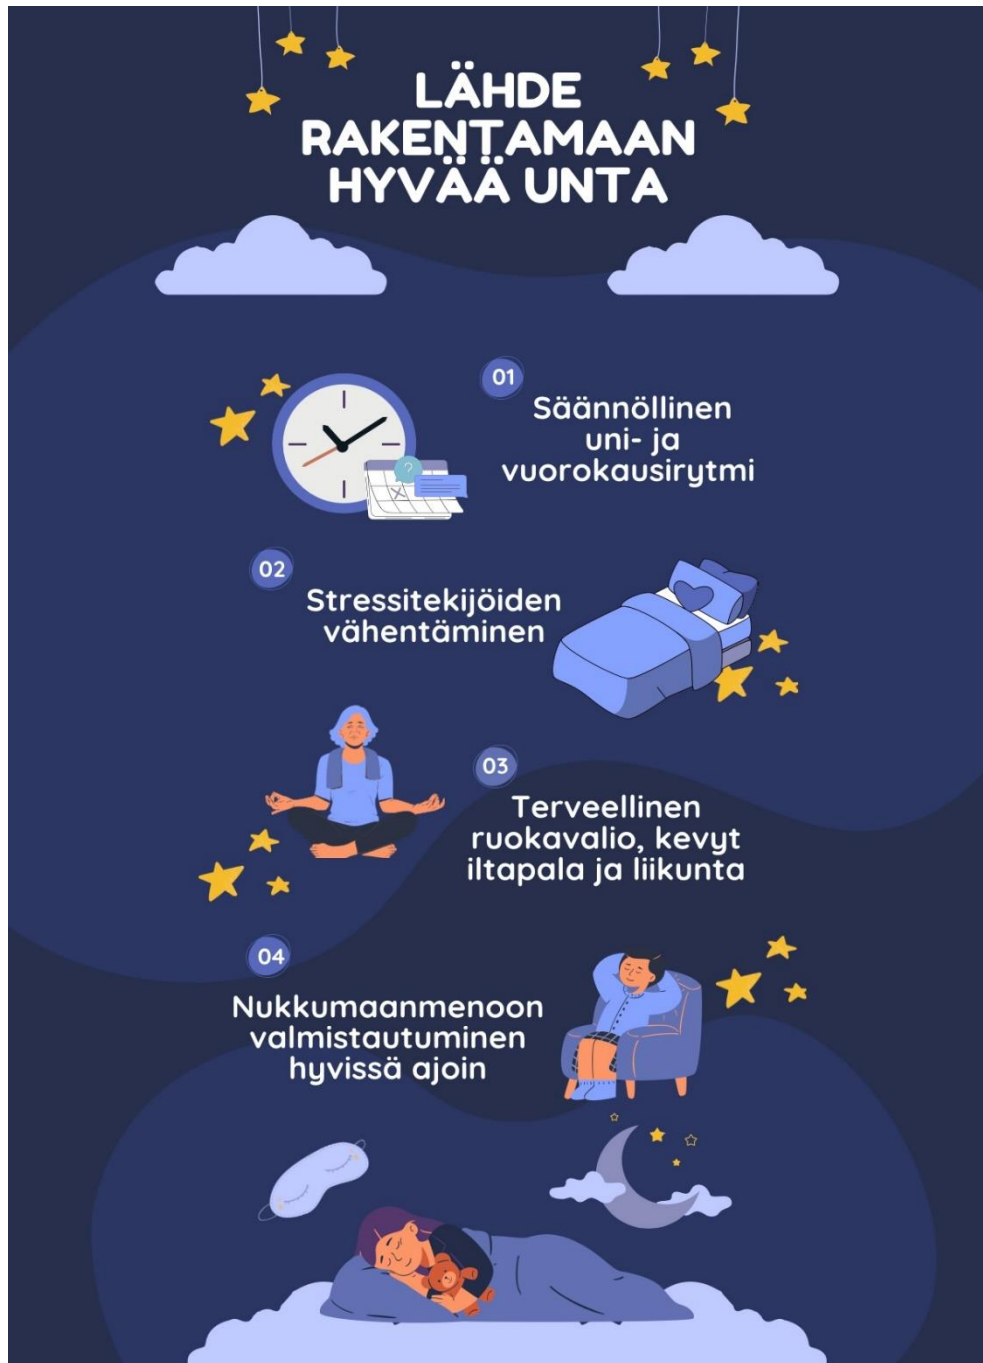 LÄHDE
RAKENTAMAAN
HYVÄÄ UNTA
01
Säännöllinen
uni- ja
vuorokausirytmi
02
Stressitekijöiden
vähentäminen
03
Terveellinen
ruokavalio, kevyt
iltapala ja liikunta
04
Nukkumaanmenoon
valmistautuminen
hyvissä ajoin